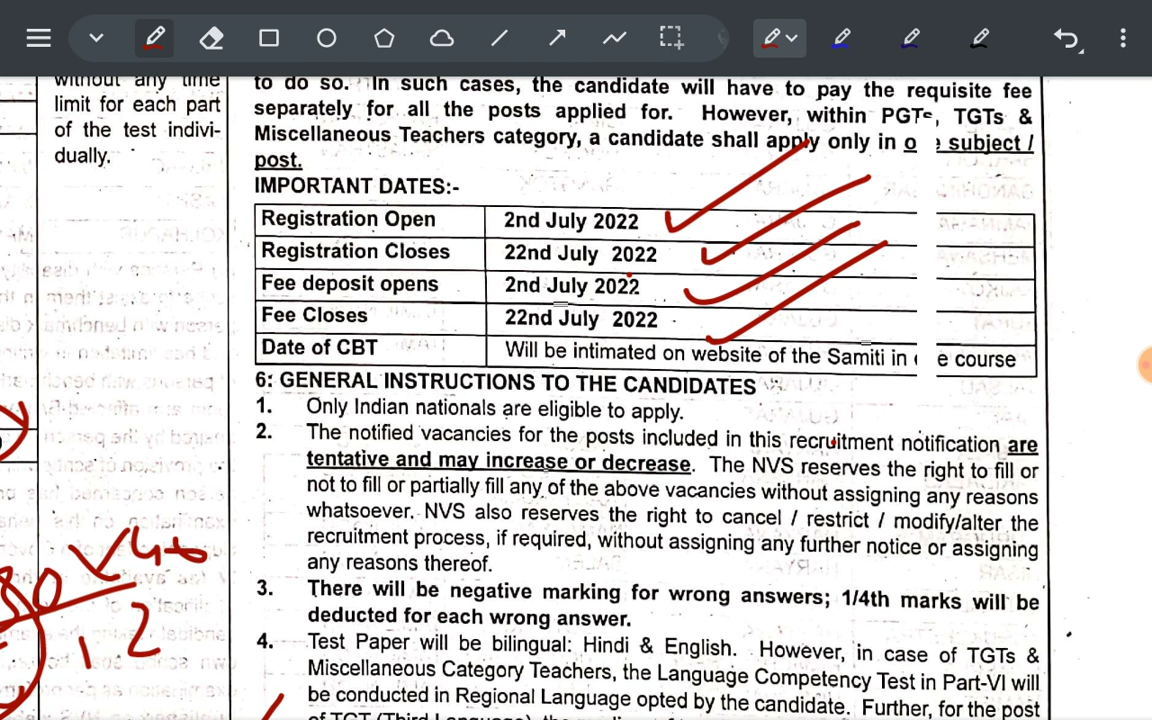 without any time
limit for each part
of the test indivi-
dually.
to do so. In such cases, the candidate will have to pay the requisite fee
separately for all the posts applied for. However, within PGTs, TGTs &
Miscellaneous Teachers category, a candidate shall apply only in o e subject /
post.
IMPORTANT DATES:-
Registration Open 2nd July 2022
Registration Closes 22nd July 2022
Fee deposit opens 2nd July 2022
Fee Closes 22nd July 2022
Date of CBT Will be intimated on website of the Samiti in e course
6: GENERAL INSTRUCTIONS TO THE CANDIDATES
1. Only Indian nationals are eligible to apply.
2. The notified vacancies for the posts included in this recruitment notification are
tentative and may increase or decrease. The NVS reserves the right to fill or
not to fill or partially fill any of the above vacancies without assigning any reasons
whatsoever. NVS also reserves the right to cancel / restrict / modify/alter the
recruitment process, if required, without assigning any further notice or assigning
any reasons thereof.
3. There will be negative marking for wrong answers; 1/4th marks will be
deducted for each wrong answer.
4. Test Paper will be bilingual: Hindi & English. However, in case of TGTs &
Miscellaneous Category Teachers, the Language Competency Test in Part-VI will
be conducted in Regional Language opted by the candidate. Further, for the post
12